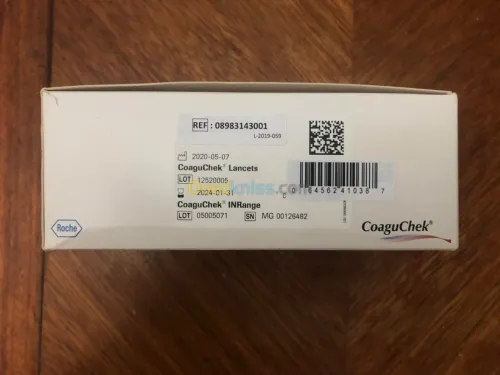 REF : 08983143001
L-2019-059
2020-05-07
CoaguChek® Lancets
LOT 12520005
2024-01-31
CoaguChek® INRange
LOT 05005071 SN MG 00126482
Roche
CoaguChek®